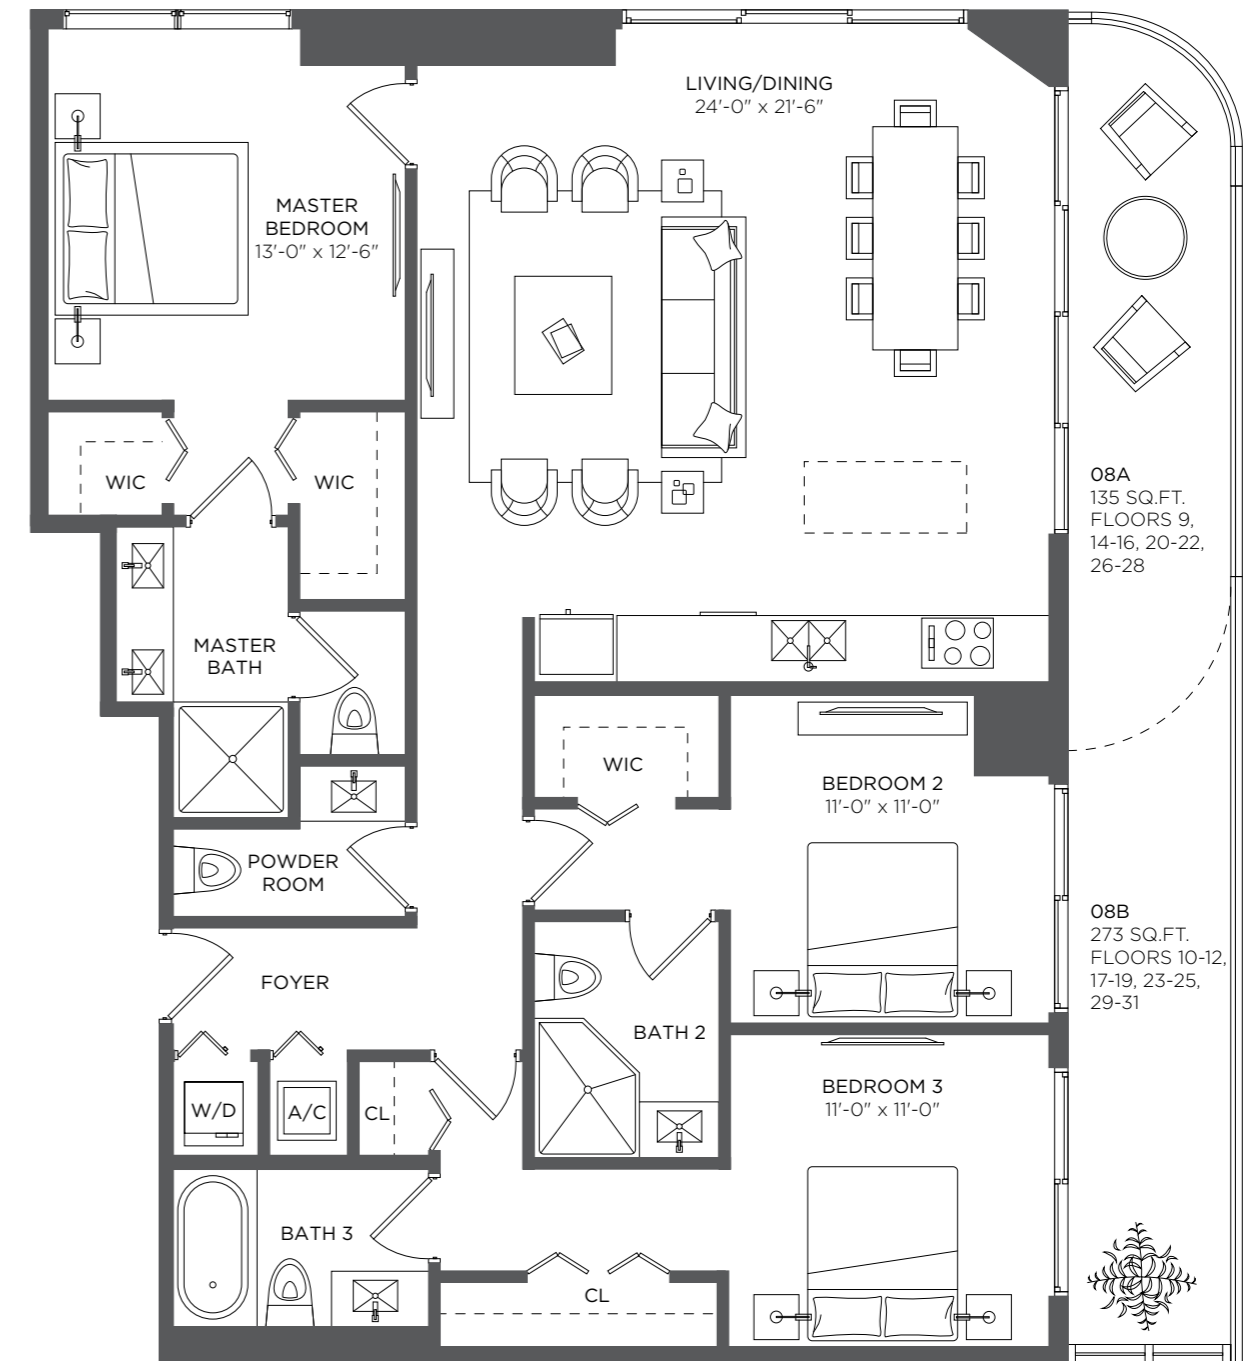 LIVING/DINING
24'-0" x 21'-6"
MASTER
BEDROOM
13'-0" x 12'-6"
WIC
WIC
08A
135 SQ.FT.
FLOORS 9,
14-16, 20-22,
26-28
MASTER
BATH
WIC
BEDROOM 2
11'-0" x 11'-0"
POWDER
ROOM
08B
273 SQ.FT.
FLOORS 10-12,
17-19, 23-25,
29-31
FOYER
BATH 2
W/D
A/C
CL
BEDROOM 3
11'-0" x 11'-0"
BATH 3
CL